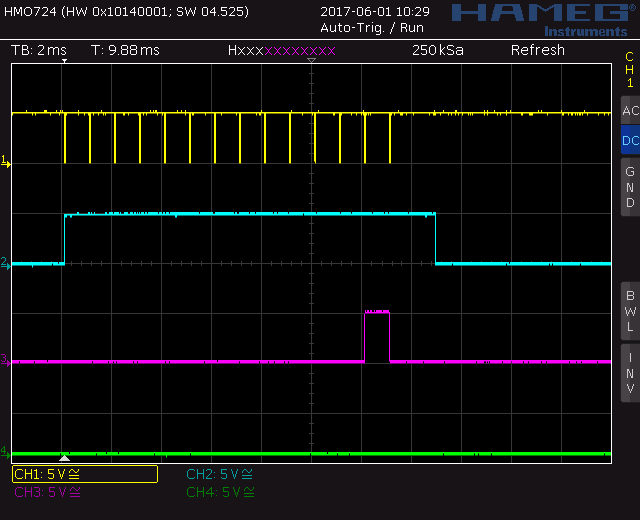 HMO724 (HW 0x10140001; SW 04.525)
2017-06-01 10:29
HAMEG
Auto-Trig. / Run
Instruments
TB: 2ms
T: 9.88ms
Hxxxxxxxxxxx
250kSa
Refresh
CH1
AC
DC
GND
BWL
INV
1
2
3
4
CH1: 5V
CH2: 5V
CH3: 5V
CH4: 5V